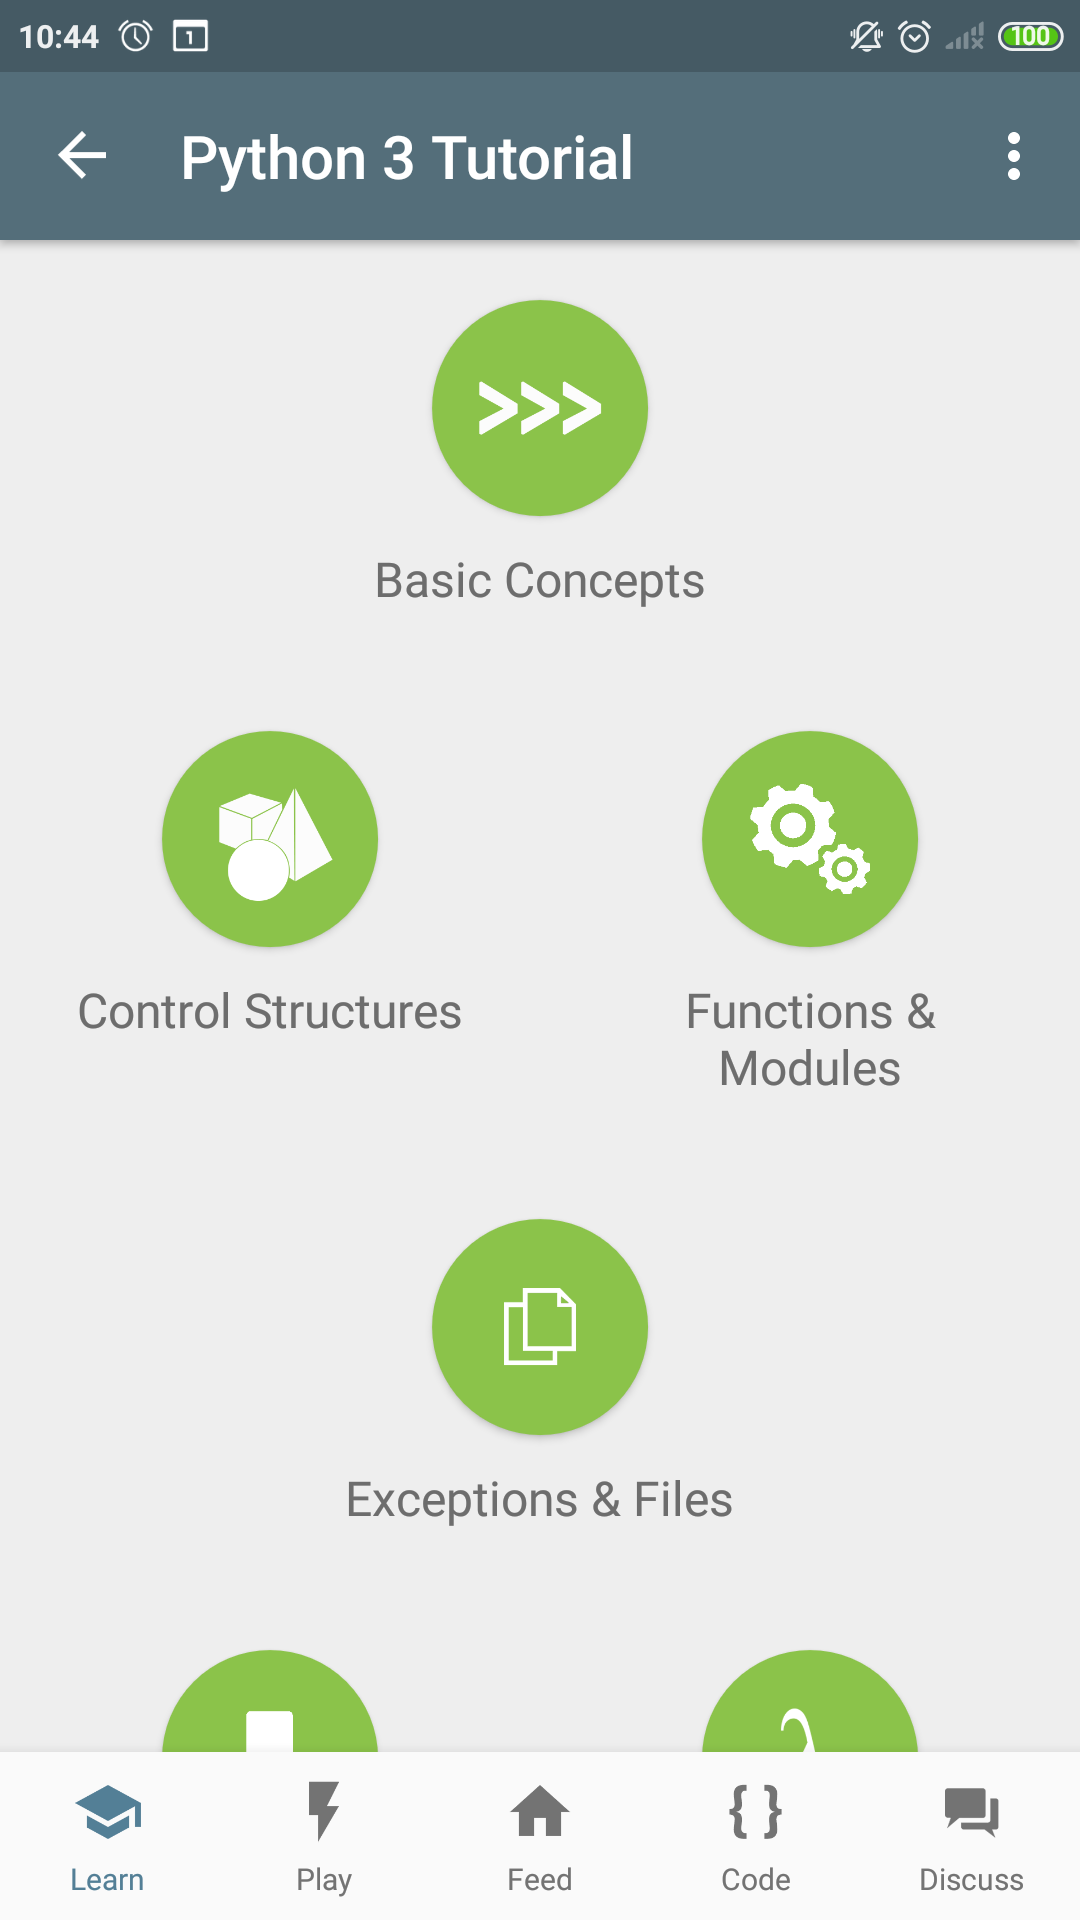 10:44
1
100
Python 3 Tutorial
>>>
Basic Concepts
Control Structures
Functions &
Modules
Exceptions & Files
{ }
Learn
Play
Feed
Code
Discuss